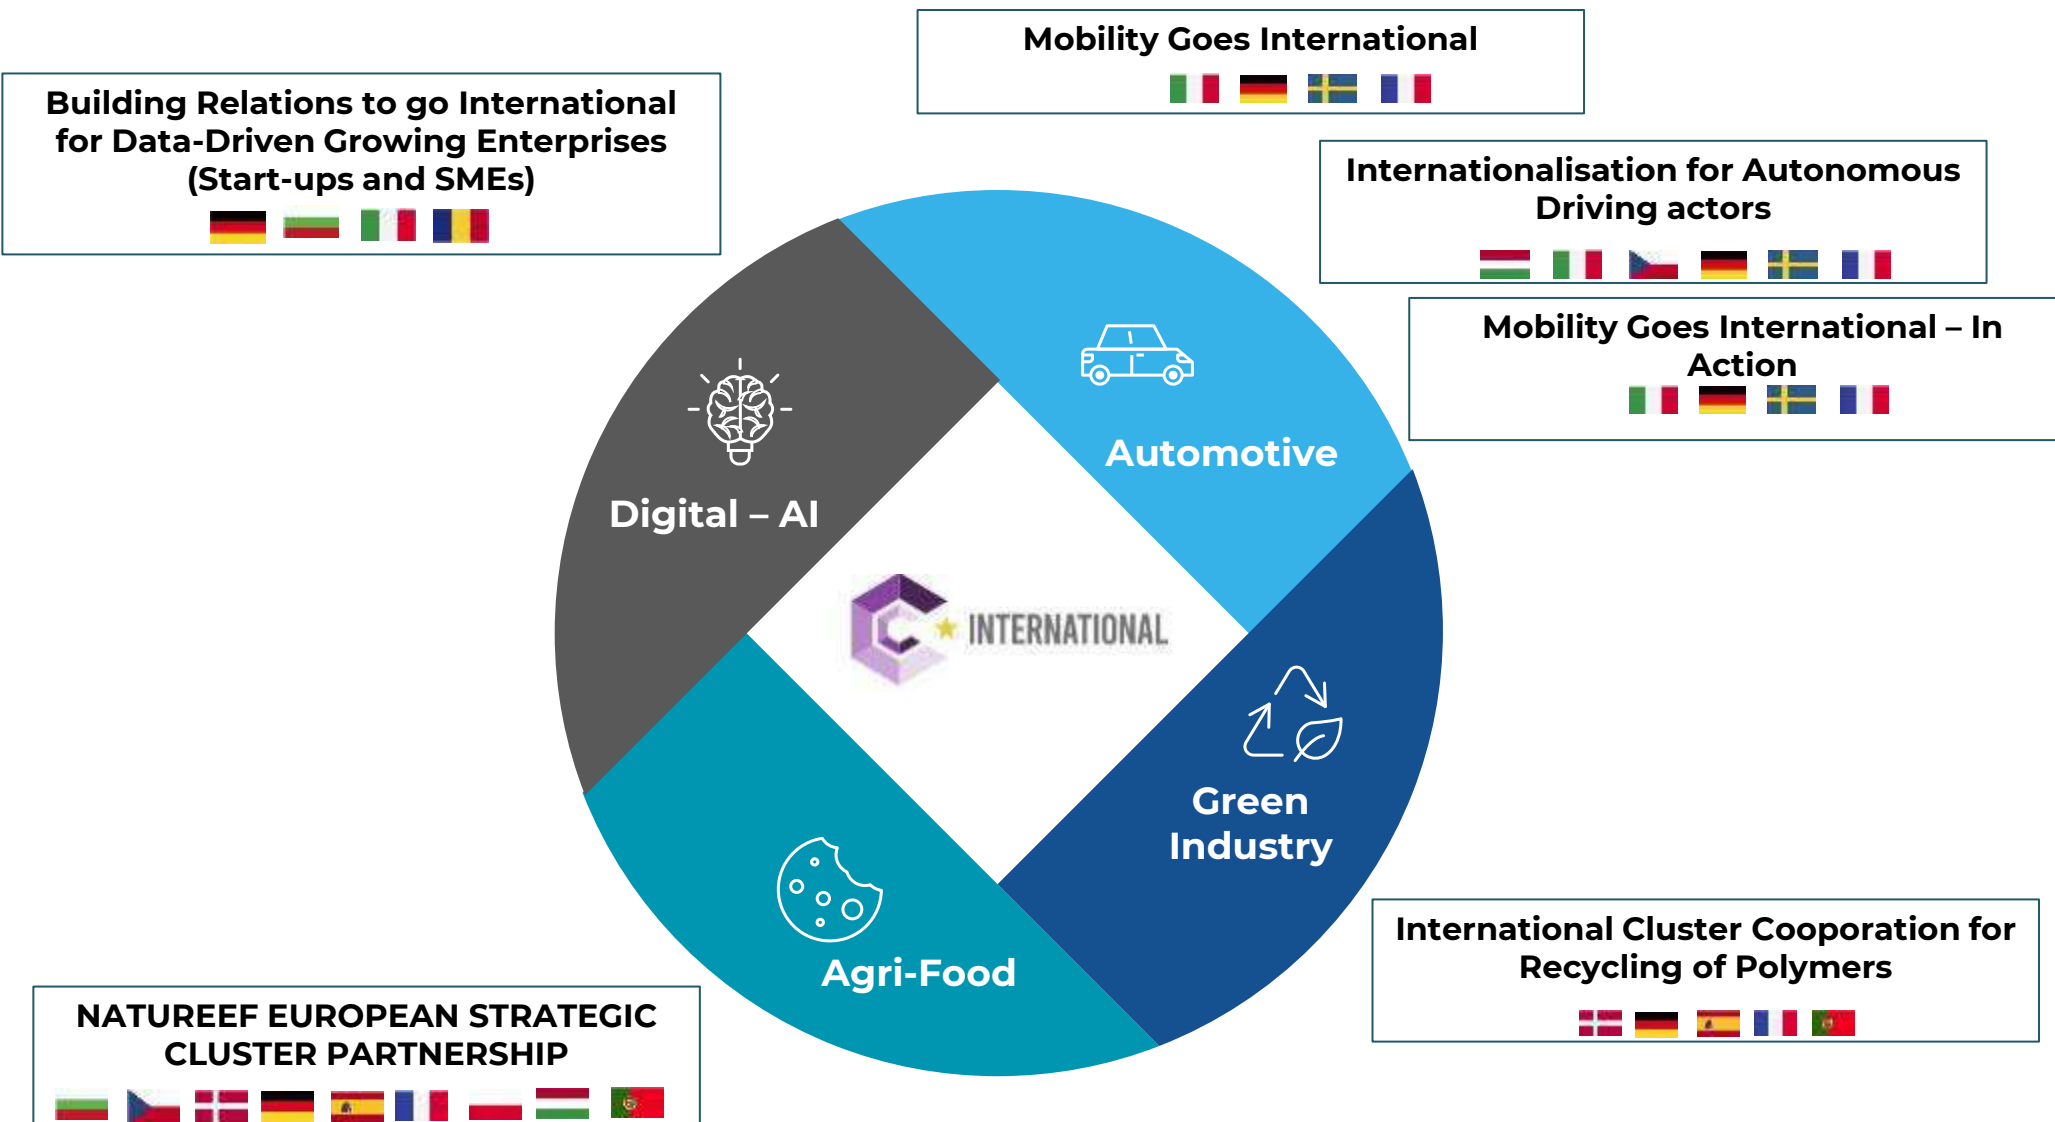 Mobility Goes International
Building Relations to go International
for Data-Driven Growing Enterprises
(Start-ups and SMEs)
Internationalisation for Autonomous
Driving actors
Mobility Goes International – In
Action
Automotive
Digital – AI
INTERNATIONAL
Green
Industry
Agri-Food
International Cluster Cooporation for
Recycling of Polymers
NATUREEF EUROPEAN STRATEGIC
CLUSTER PARTNERSHIP